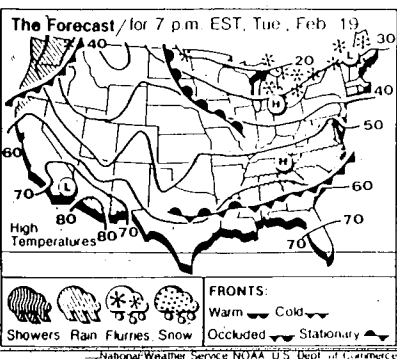 The Forecast/for 7 p.m. EST, Tue., Feb. 19
40
30
L
20
H
40
50
60
H
70
L
60
80
80
70
70
70
High
Temperatures
Showers Rain Flurries Snow
FRONTS:
Warm Cold
Occluded Stationary
National Weather Service NOAA U.S. Dept. of Commerce